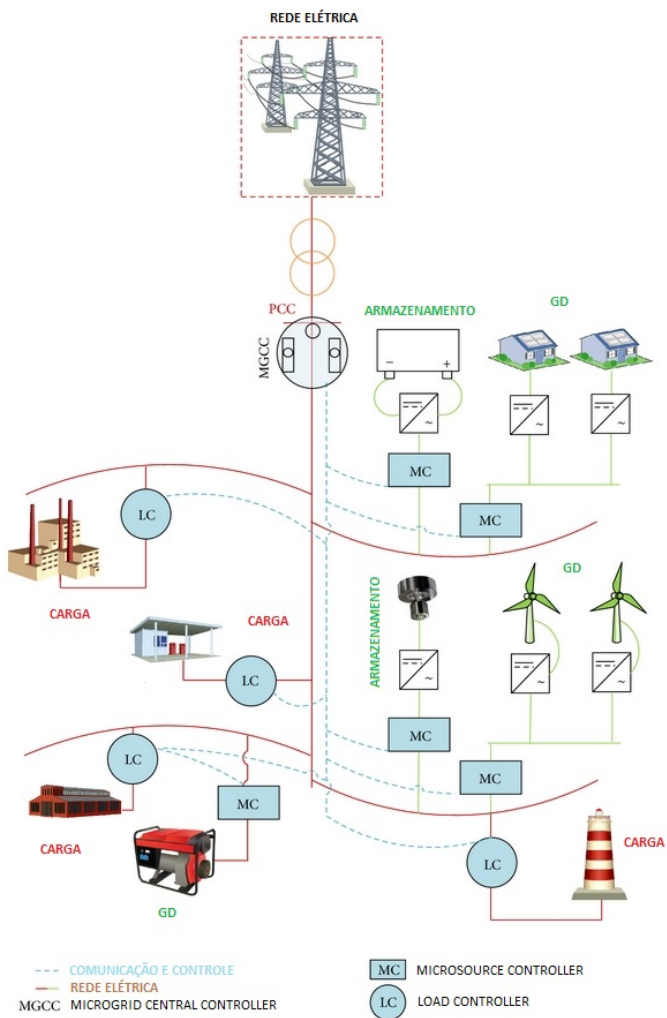 REDE ELÉTRICA
PCC
MGCC
ARMAZENAMENTO
GD
MC
MC
LC
CARGA
CARGA
LC
ARMAZENAMENTO
GD
MC
MC
LC
MC
CARGA
GD
LC
CARGA
COMUNICAÇÃO E CONTROLE
REDE ELÉTRICA
MGCC MICROGRID CENTRAL CONTROLLER
MC MICROSOURCE CONTROLLER
LC LOAD CONTROLLER